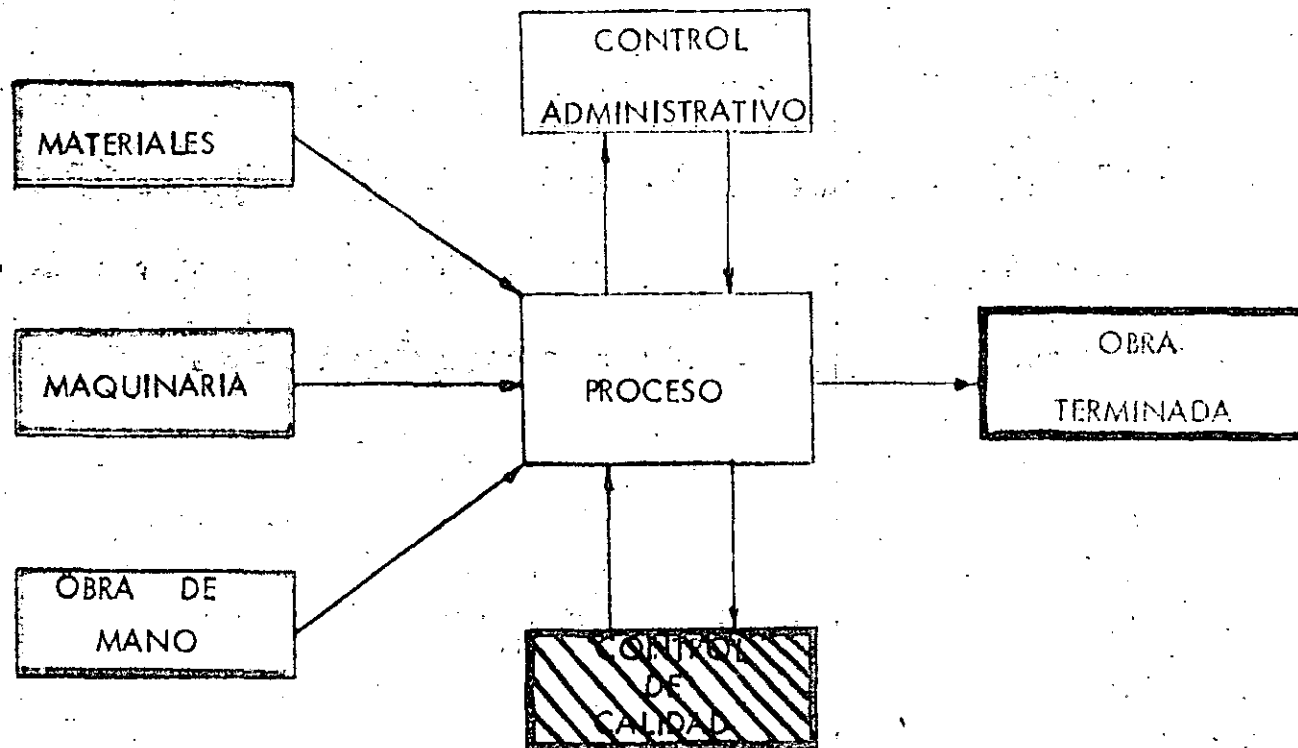 CONTROL
ADMINISTRATIVO
MATERIALES
MAQUINARIA
PROCESO
OBRA
TERMINADA
OBRA DE
MANO
CONTROL
DE
CALIDAD